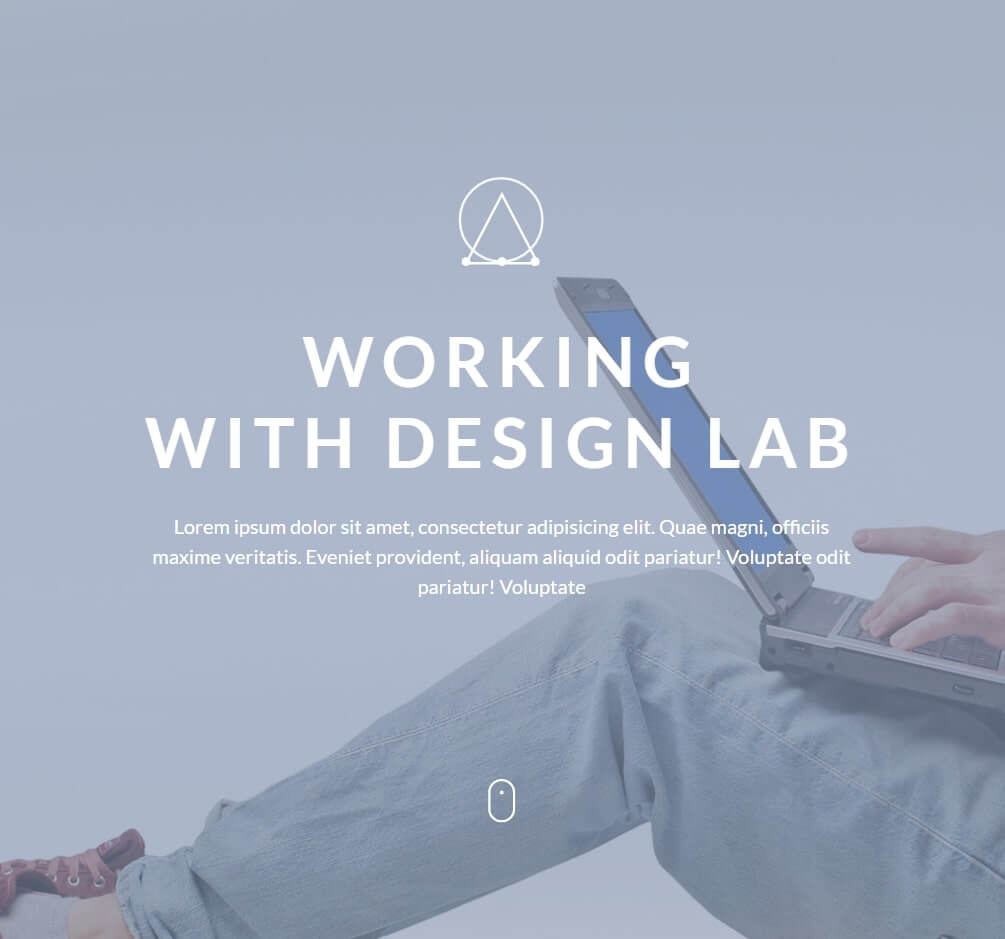 WORKING
WITH DESIGN LAB
Lorem ipsum dolor sit amet, consectetur adipisicing elit. Quae magni, officiis
maxime veritatis. Eveniet provident, aliquam aliquid odit pariatur! Voluptate odit
pariatur! Voluptate